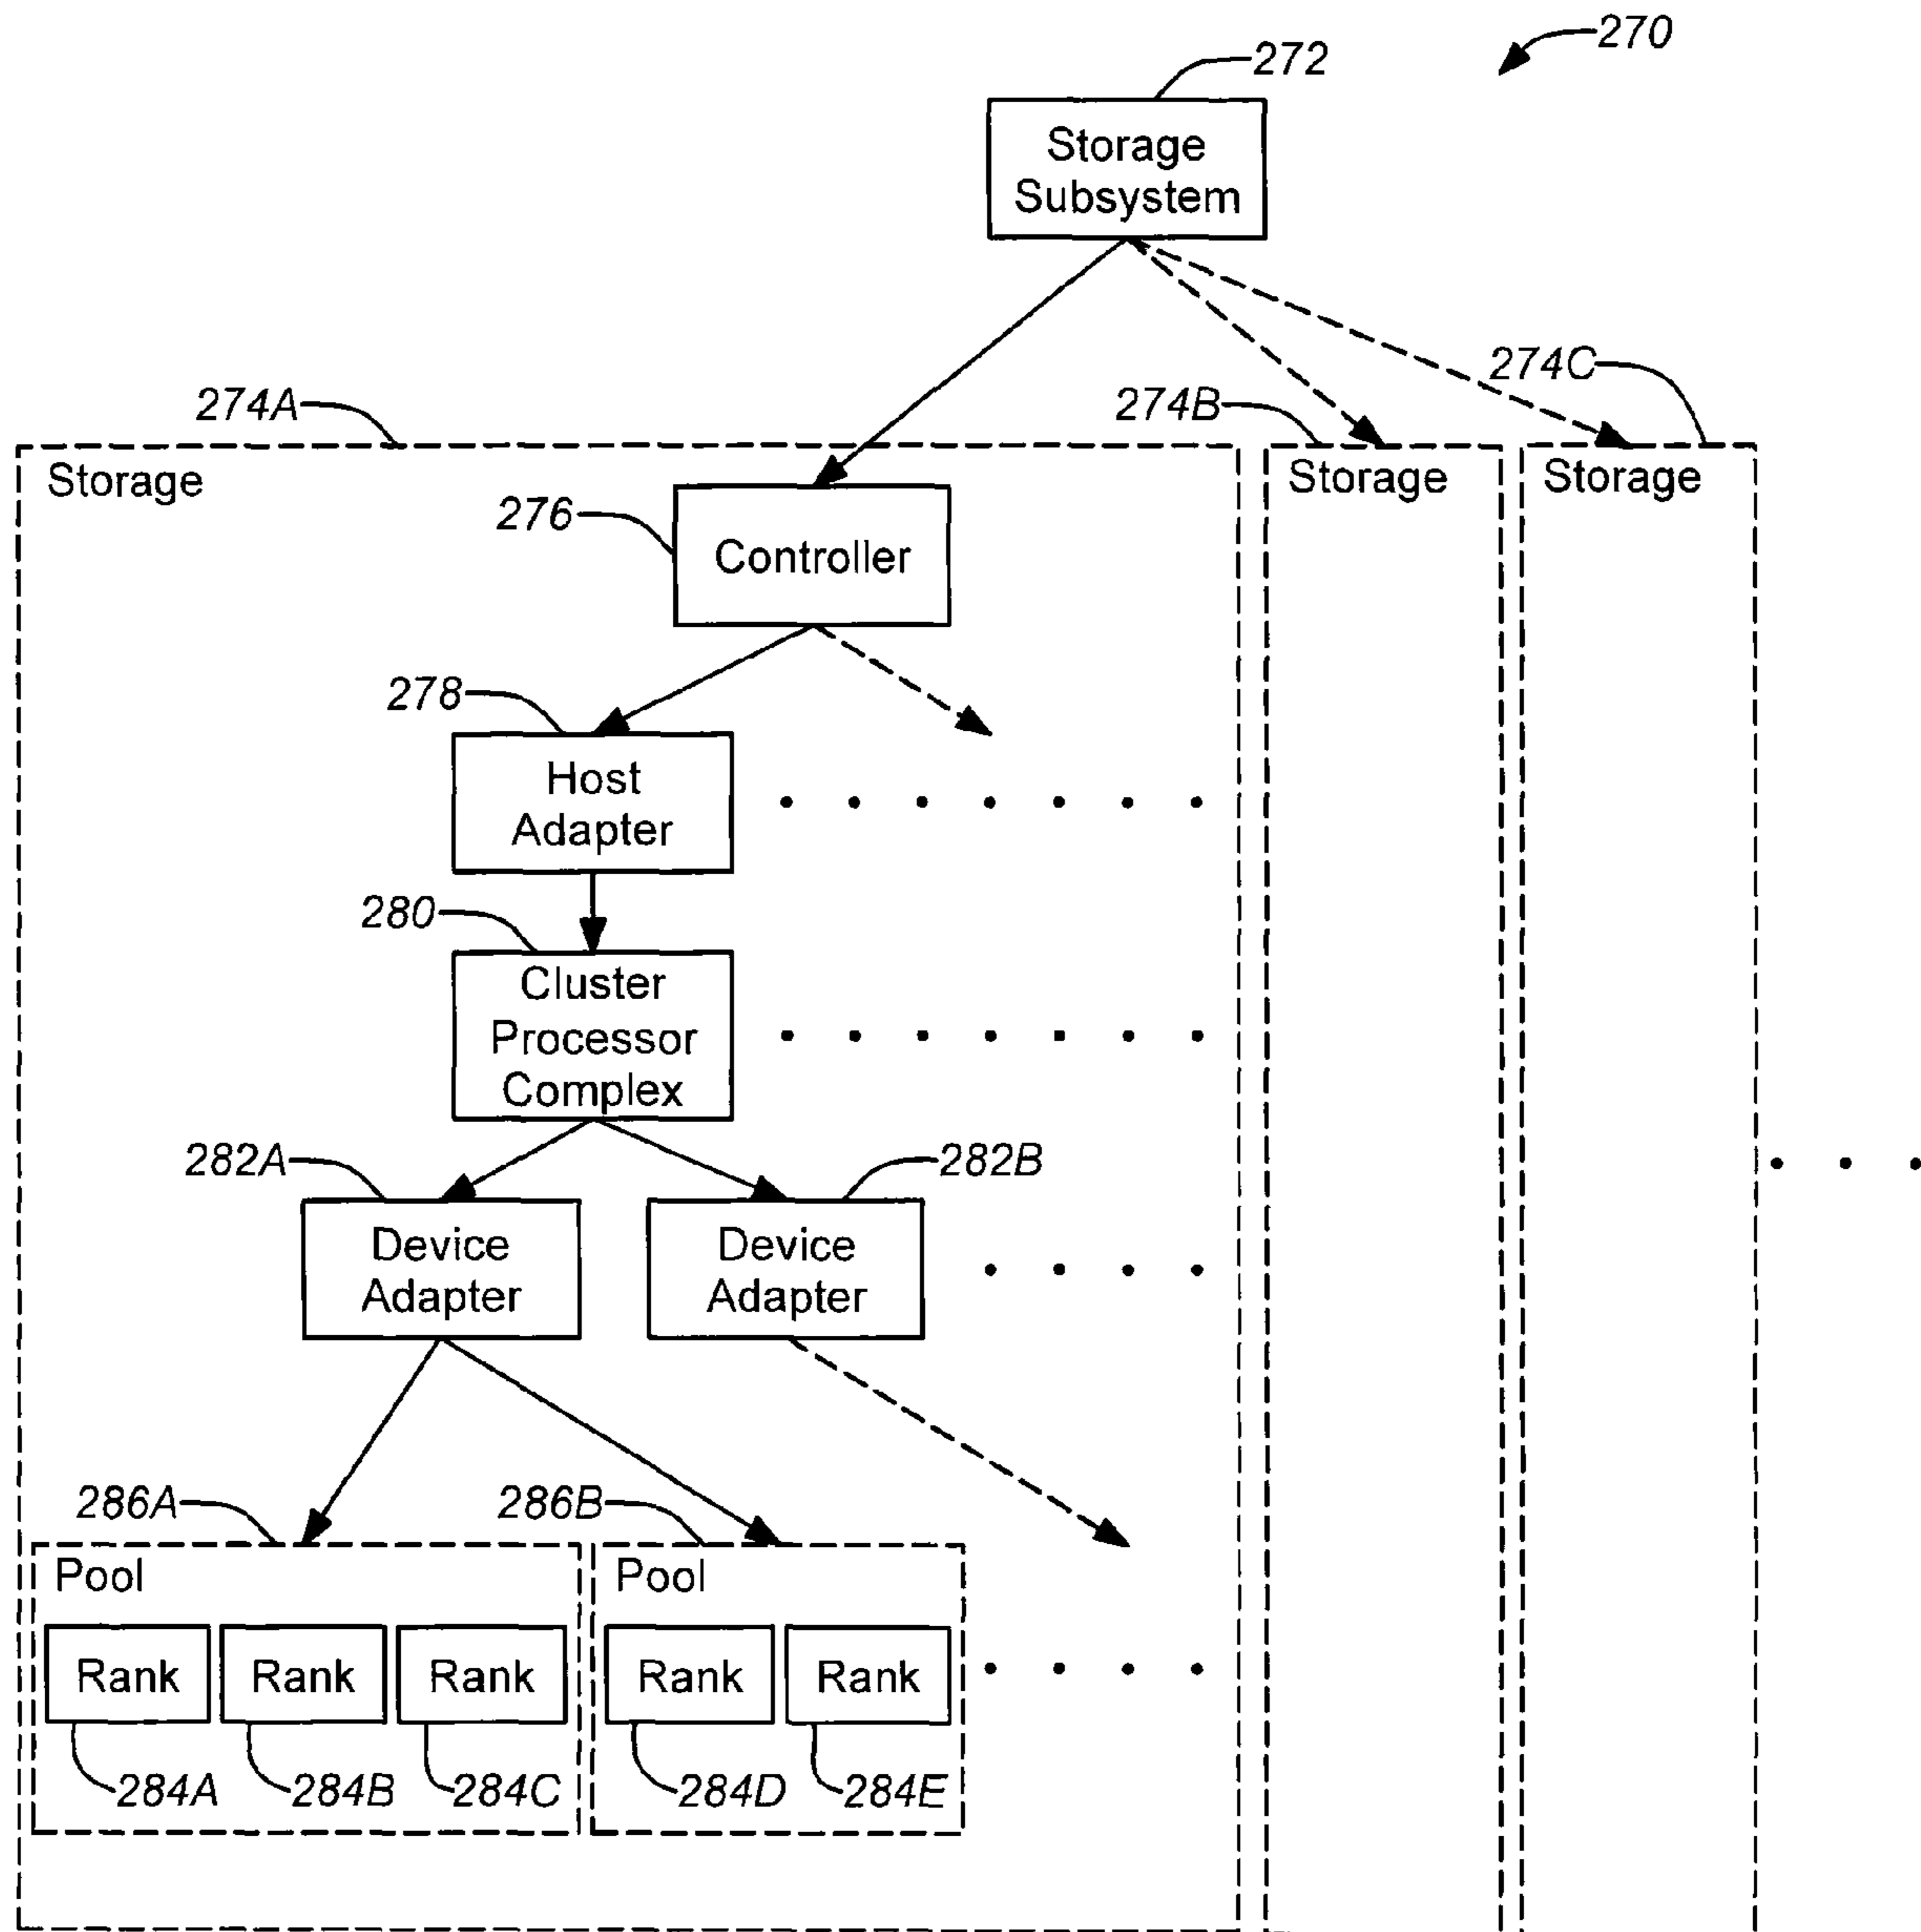 270
272
Storage
Subsystem
274C
274A
274B
Storage
Storage
Storage
276
Controller
278
Host
Adapter
280
Cluster
Processor
Complex
282A
282B
Device
Adapter
Device
Adapter
286A
286B
Pool
Pool
Rank
Rank
Rank
Rank
Rank
284A
284B
284C
284D
284E